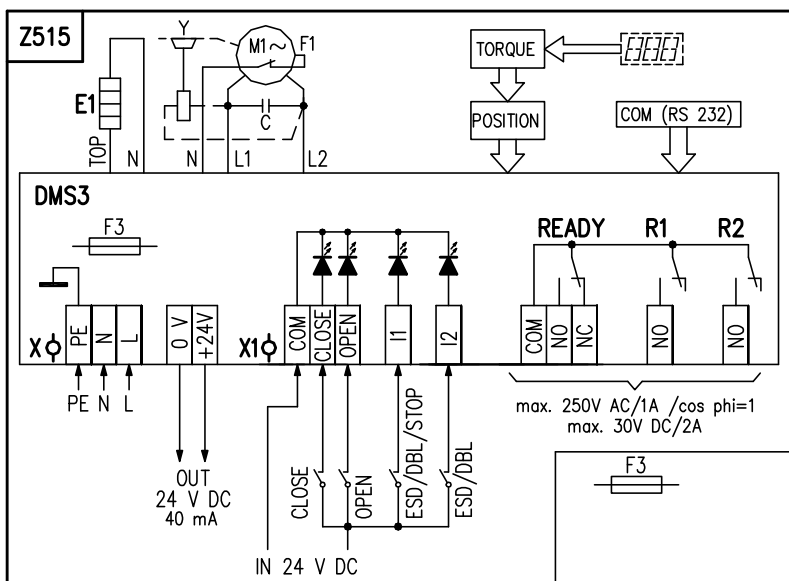 Z515
Y
M1 ~
F1
E1
C
TOP
N
N
L1
L2
TORQUE
POSITION
COM (RS 232)
DMS3
F3
READY
R1
R2
X
PE
N
L
0 V
+24V
X1
COM
CLOSE
OPEN
I1
I2
COM
NO
NC
NO
NO
PE N L
OUT
24 V DC
40 mA
CLOSE
OPEN
ESD/DBL/STOP
ESD/DBL
IN 24 V DC
max. 250V AC/1A /cos phi=1
max. 30V DC/2A
F3